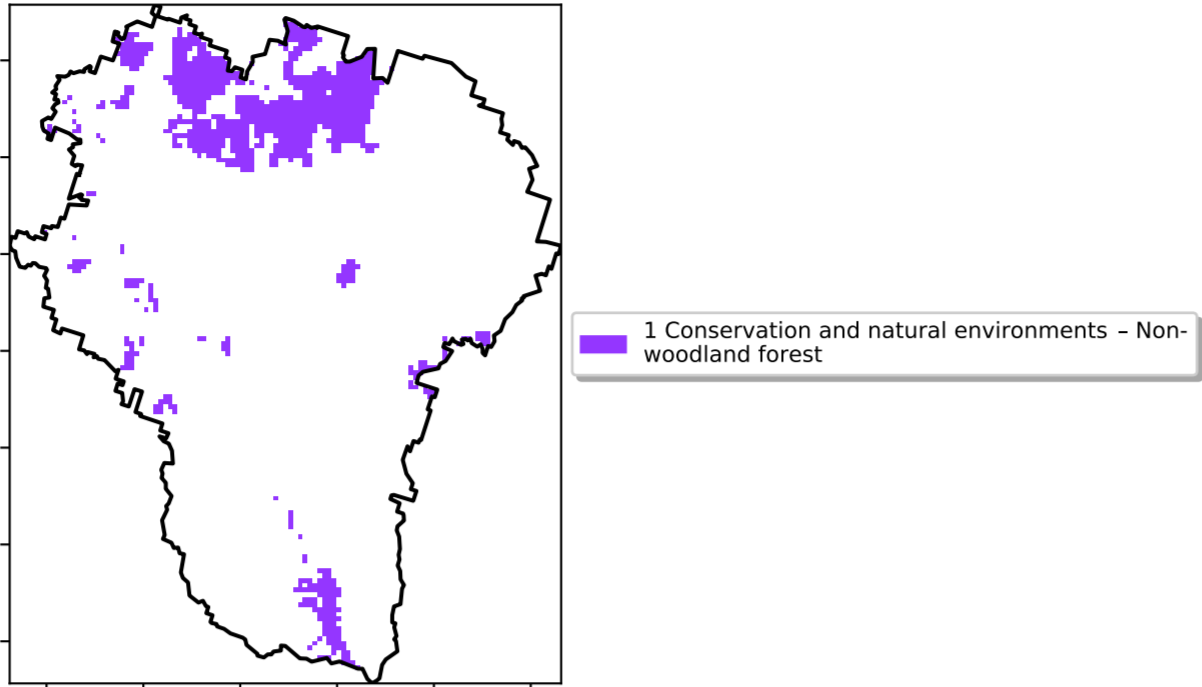 1 Conservation and natural environments – Non-
woodland forest